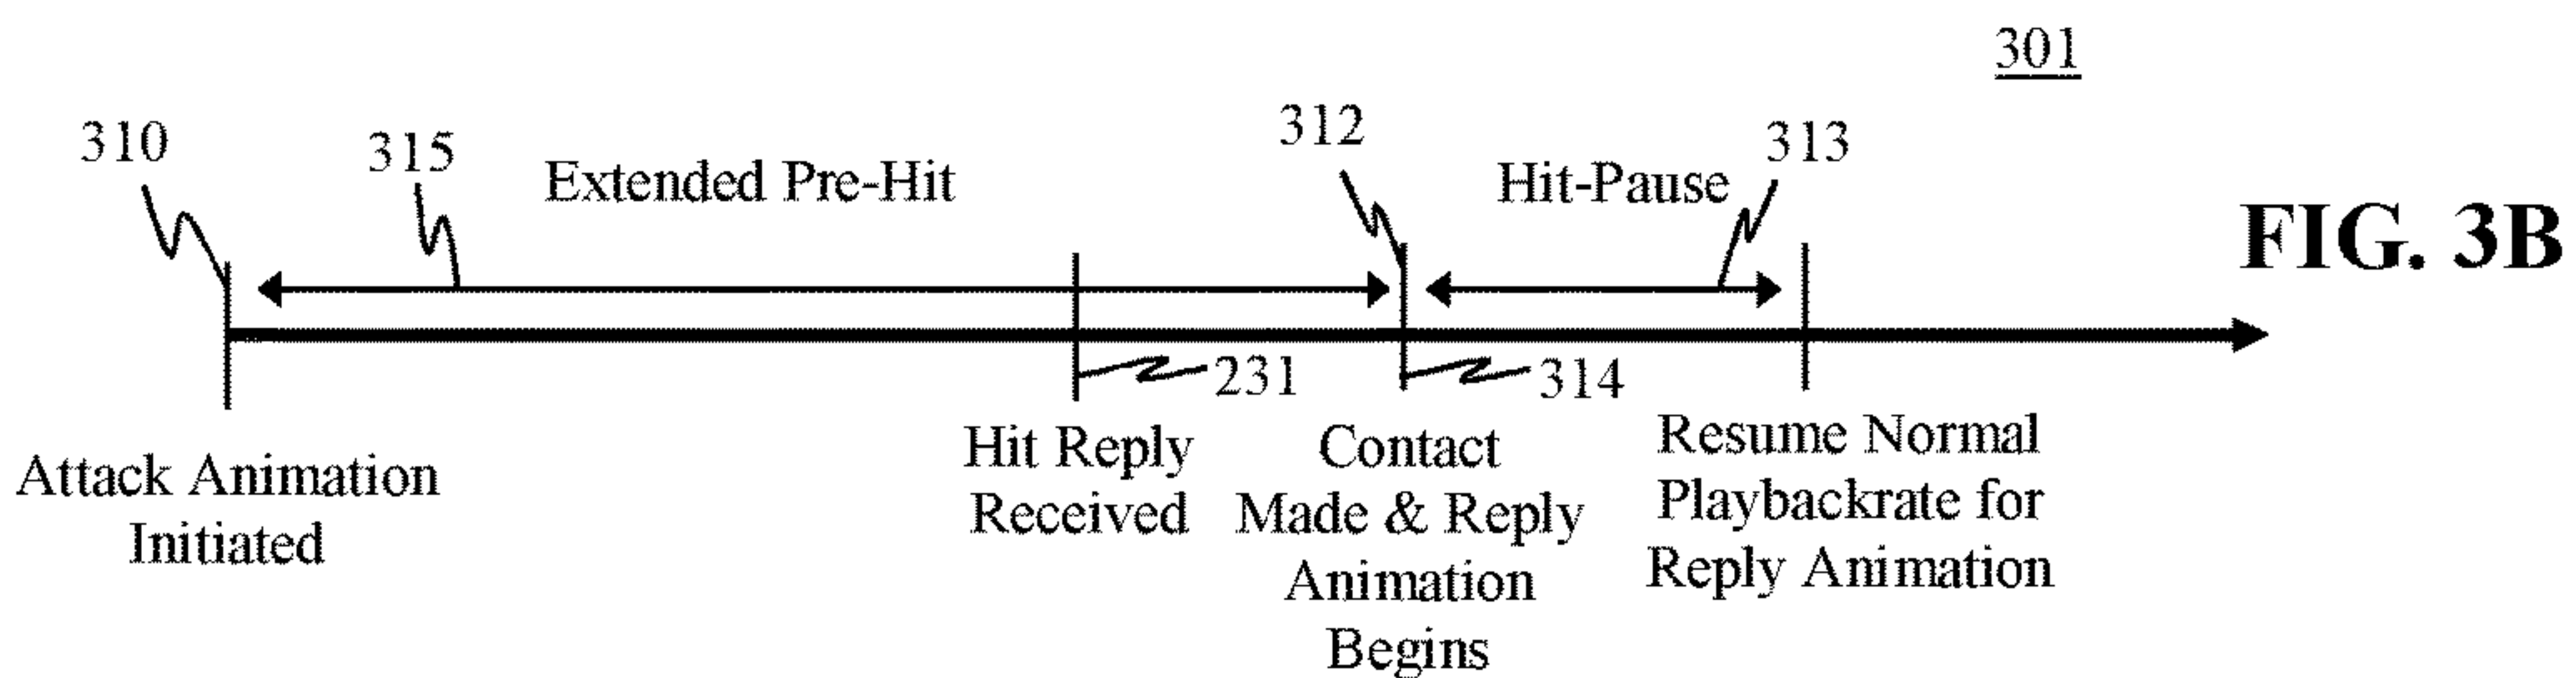 301
310
315
Extended Pre-Hit
312
Hit-Pause
313
FIG. 3B
231
314
Attack Animation
Initiated
Hit Reply
Received
Contact
Made & Reply
Animation
Begins
Resume Normal
Playbackrate for
Reply Animation